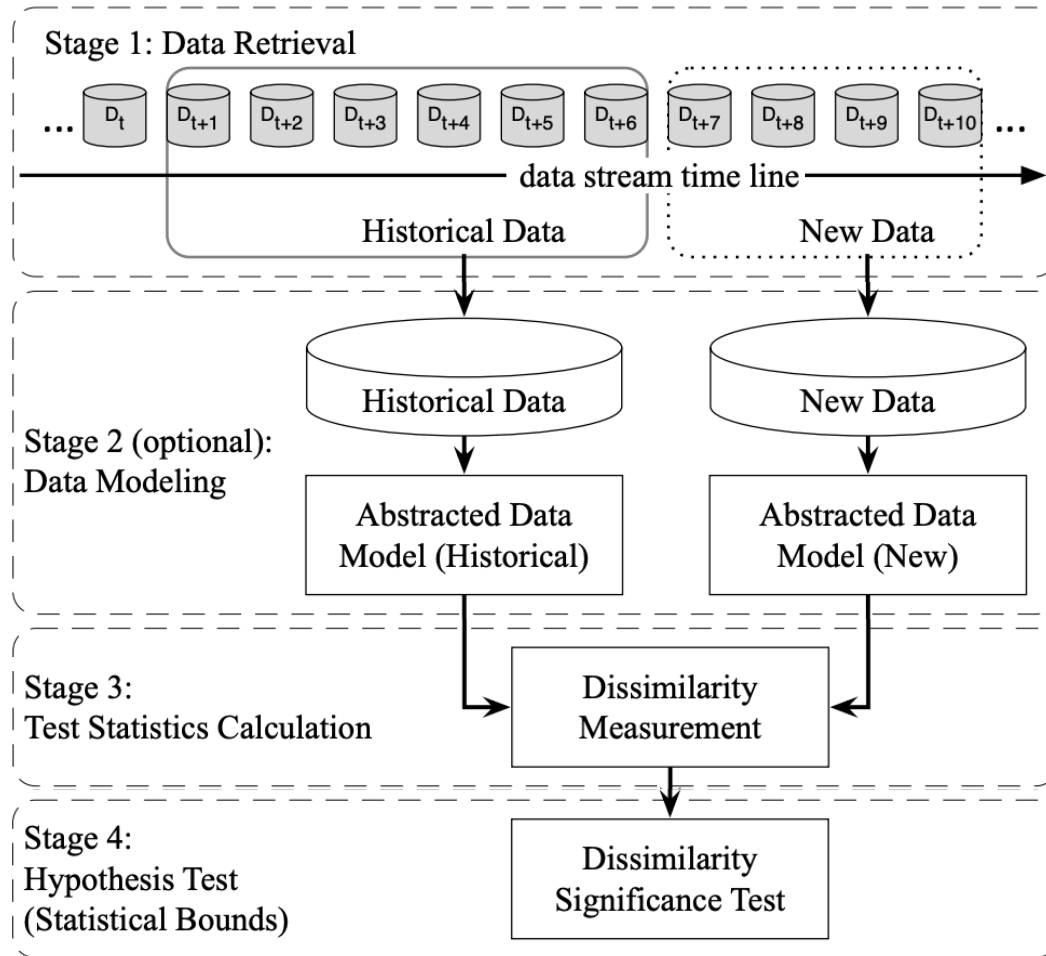 Stage 1: Data Retrieval
... D_t D_t+1 D_t+2 D_t+3 D_t+4 D_t+5 D_t+6 D_t+7 D_t+8 D_t+9 D_t+10 ...
data stream time line
Historical Data New Data
Historical Data New Data
Stage 2 (optional):
Data Modeling
Abstracted Data
Model (Historical)
Abstracted Data
Model (New)
Stage 3:
Test Statistics Calculation
Dissimilarity
Measurement
Stage 4:
Hypothesis Test
(Statistical Bounds)
Dissimilarity
Significance Test